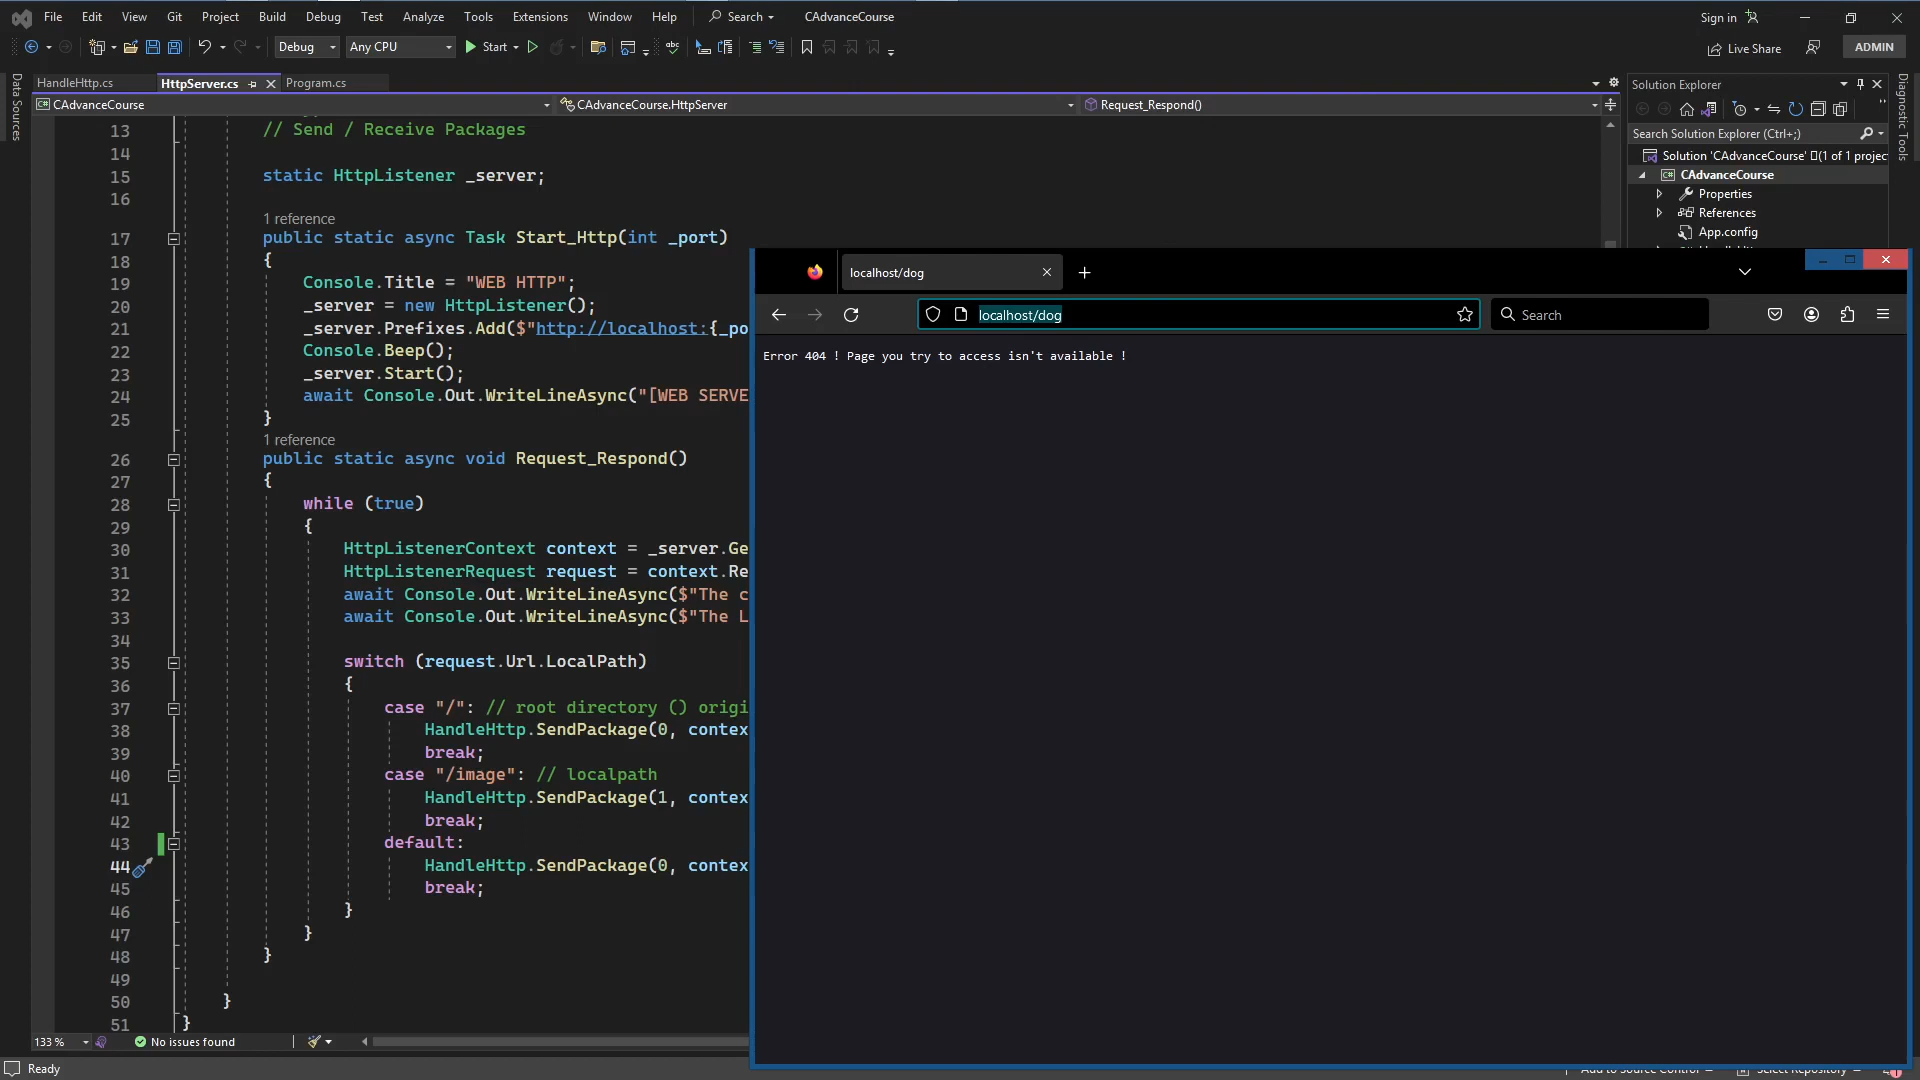 File Edit View Git Project Build Debug Test Analyze Tools Extensions Window Help Search CAdvanceCourse Sign in
Debug Any CPU Start Live Share ADMIN
HandleHttp.cs HttpServer.cs Program.cs
CAdvanceCourse CAdvanceCourse.HttpServer Request_Respond()
Data Sources
13 // Send / Receive Packages
14
15 static HttpListener _server;
16
1 reference
17 public static async Task Start_Http(int _port)
18 {
19 Console.Title = "WEB HTTP";
20 _server = new HttpListener();
21 _server.Prefixes.Add($"http://localhost:{_po
22 Console.Beep();
23 _server.Start();
24 await Console.Out.WriteLineAsync("[WEB SERVE
25 }
1 reference
26 public static async void Request_Respond()
27 {
28 while (true)
29 {
30 HttpListenerContext context = _server.Ge
31 HttpListenerRequest request = context.Re
32 await Console.Out.WriteLineAsync($"The c
33 await Console.Out.WriteLineAsync($"The L
34
35 switch (request.Url.LocalPath)
36 {
37 case "/": // root directory () origi
38 HandleHttp.SendPackage(0, contex
39 break;
40 case "/image": // localpath
41 HandleHttp.SendPackage(1, contex
42 break;
43 default:
44 HandleHttp.SendPackage(0, contex
45 break;
46 }
47 }
48 }
49
50 }
51 }
133 % No issues found
Ready
Solution Explorer
Search Solution Explorer (Ctrl+;)
Solution 'CAdvanceCourse' (1 of 1 projec
CAdvanceCourse
Properties
References
App.config
Diagnostic Tools
localhost/dog
localhost/dog Search
Error 404 ! Page you try to access isn't available !
Add to Source Control Select Repository